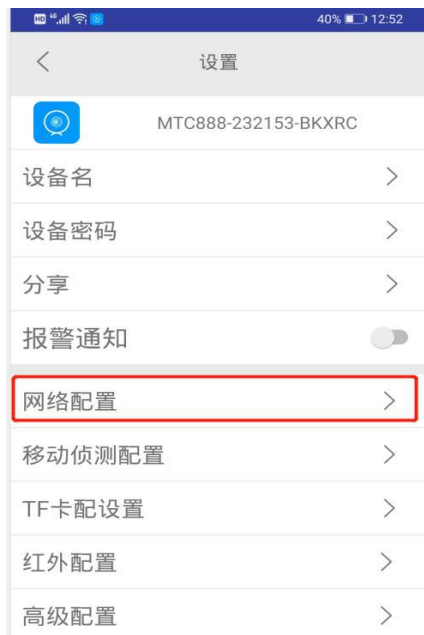 HD 4G 40% 12:52
设置
MTC888-232153-BKXRC
设备名
设备密码
分享
报警通知
网络配置
移动侦测配置
TF卡配设置
红外配置
高级配置